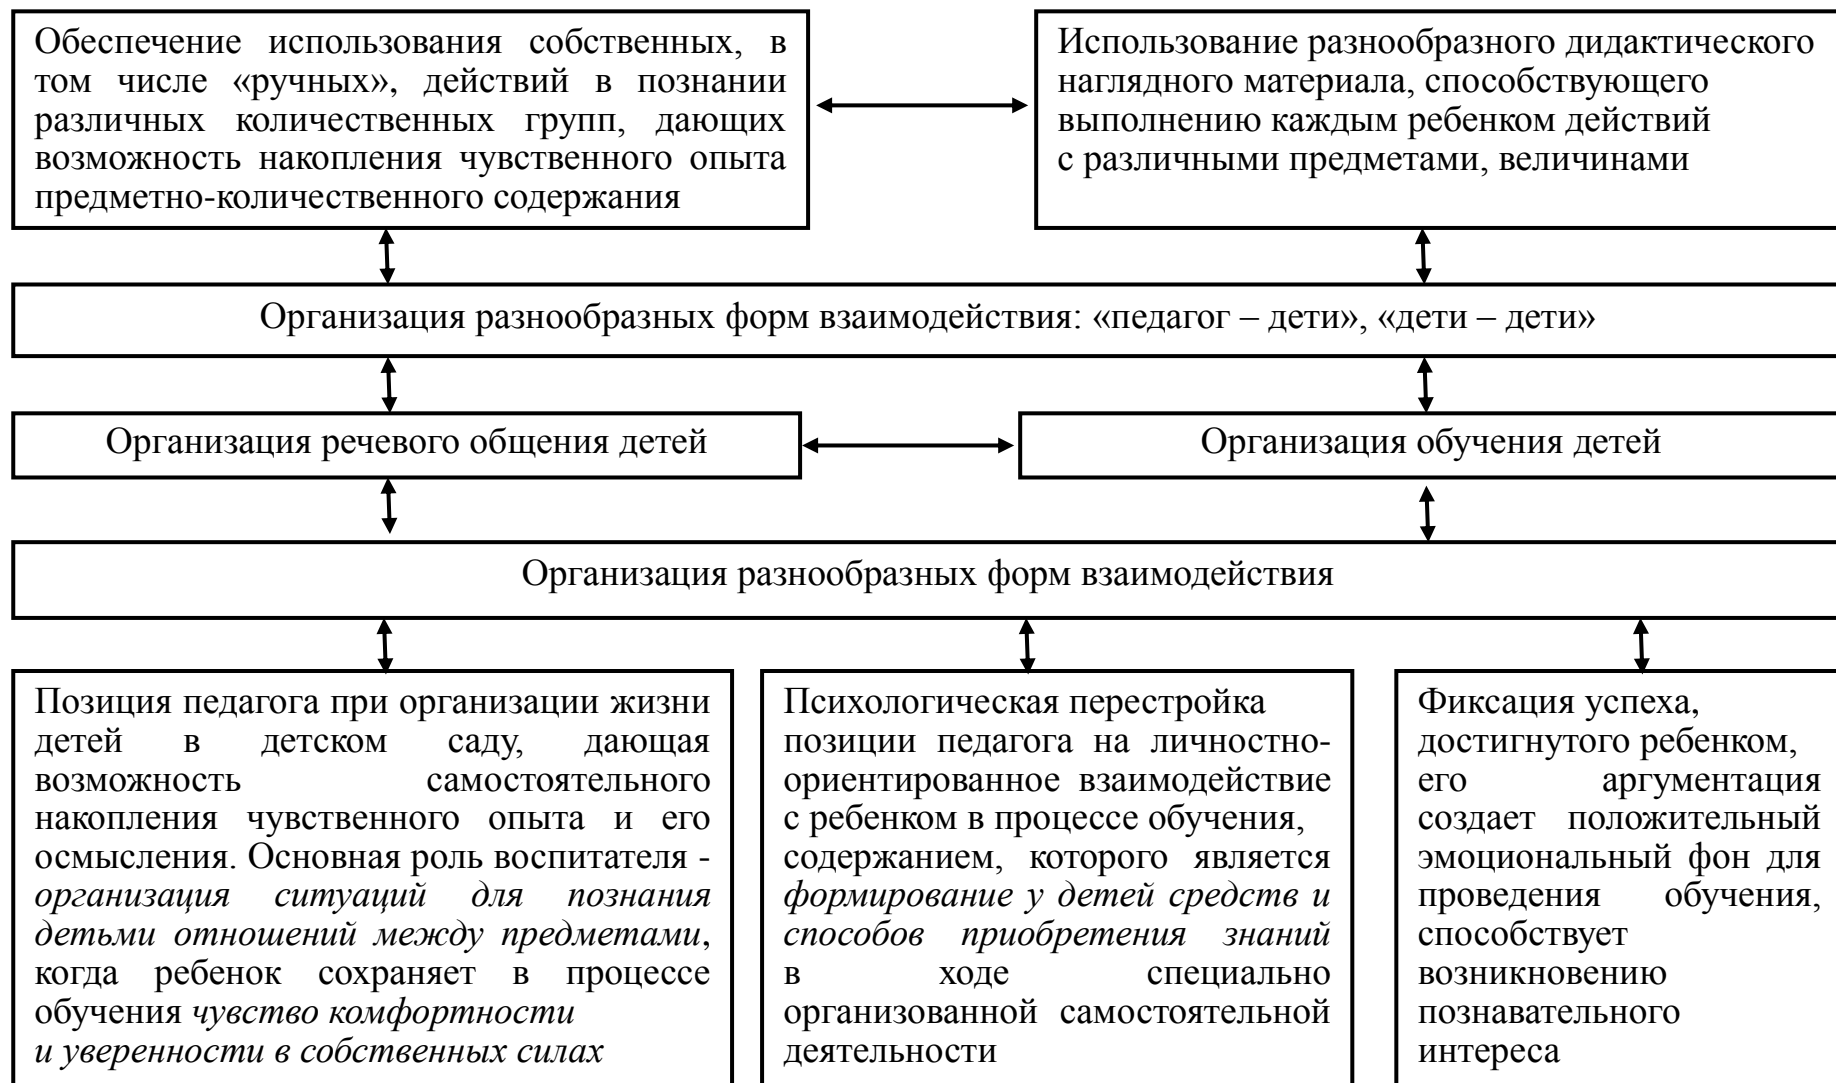 Обеспечение использования собственных, в
том числе «ручных», действий в познании
различных количественных групп, дающих
возможность накопления чувственного опыта
предметно-количественного содержания
Использование разнообразного дидактического
наглядного материала, способствующего
выполнению каждым ребенком действий
с различными предметами, величинами
Организация разнообразных форм взаимодействия: «педагог – дети», «дети – дети»
Организация речевого общения детей
Организация обучения детей
Организация разнообразных форм взаимодействия
Позиция педагога при организации жизни
детей в детском саду, дающая
возможность самостоятельного
накопления чувственного опыта и его
осмысления. Основная роль воспитателя -
организация ситуаций для познания
детьми отношений между предметами,
когда ребенок сохраняет в процессе
обучения чувство комфортности
и уверенности в собственных силах
Психологическая перестройка
позиции педагога на личностно-
ориентированное взаимодействие
с ребенком в процессе обучения,
содержанием, которого является
формирование у детей средств и
способов приобретения знаний
в ходе специально
организованной самостоятельной
деятельности
Фиксация успеха,
достигнутого ребенком,
его аргументация
создает положительный
эмоциональный фон для
проведения обучения,
способствует
возникновению
познавательного
интереса